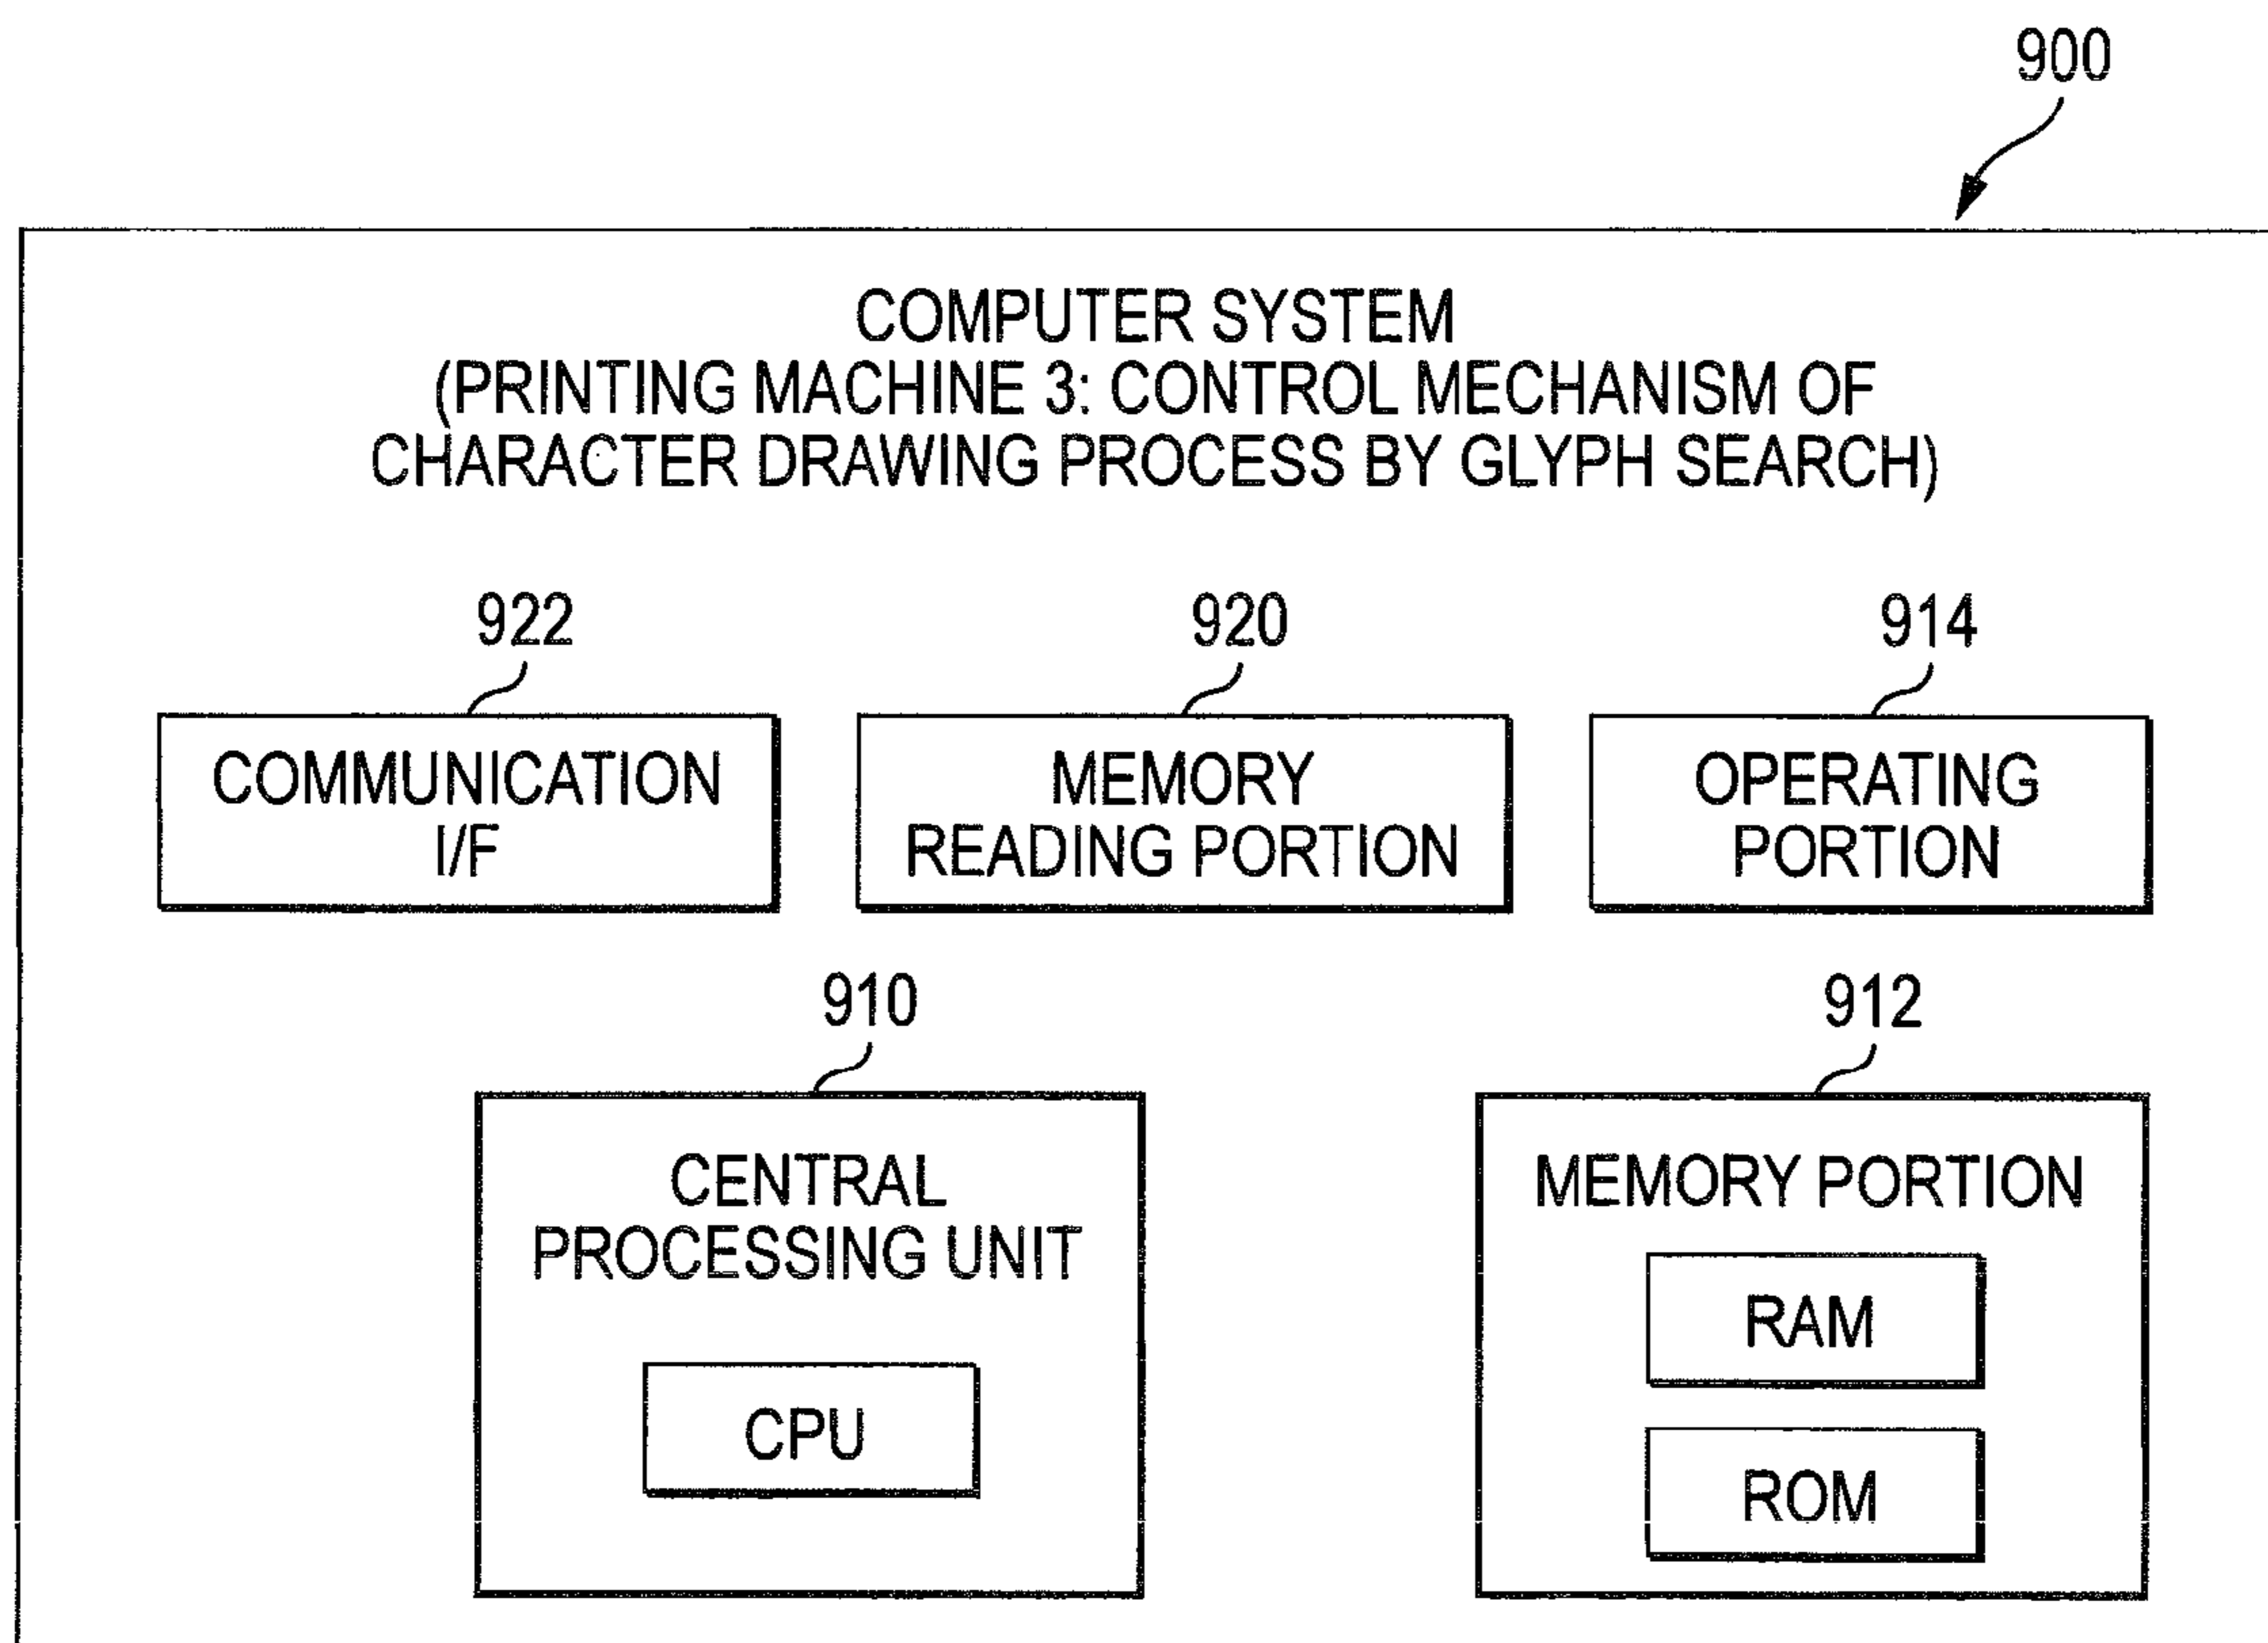 900
COMPUTER SYSTEM
(PRINTING MACHINE 3: CONTROL MECHANISM OF
CHARACTER DRAWING PROCESS BY GLYPH SEARCH)
922
920
914
COMMUNICATION
I/F
MEMORY
READING PORTION
OPERATING
PORTION
910
912
CENTRAL
PROCESSING UNIT
CPU
MEMORY PORTION
RAM
ROM